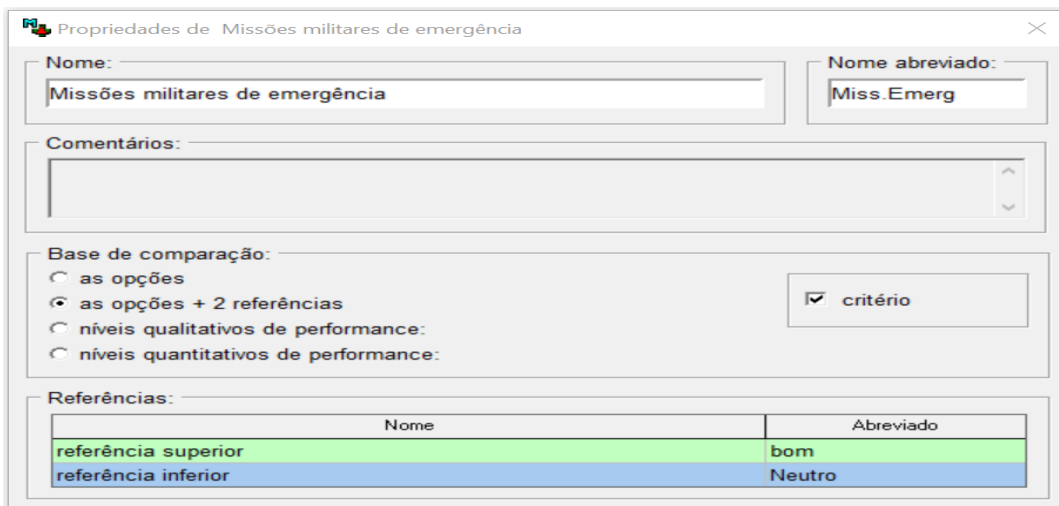 Propriedades de Missões militares de emergência
Nome:
Missões militares de emergência
Nome abreviado:
Miss.Emerg
Comentários:
Base de comparação:
as opções
as opções + 2 referências
níveis qualitativos de performance:
níveis quantitativos de performance:
critério
Referências:
Nome Abreviado
referência superior bom
referência inferior Neutro